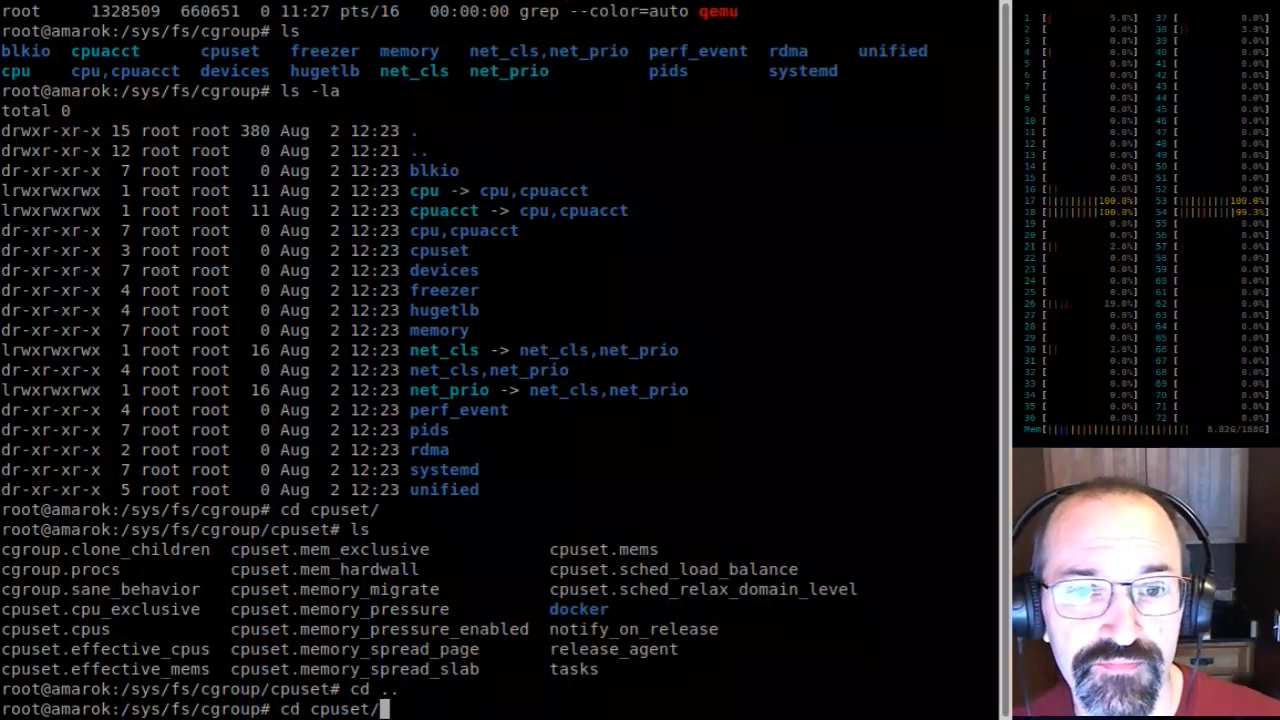 root     1328509  660651  0 11:27 pts/16   00:00:00 grep --color=auto qemu
root@amarok:/sys/fs/cgroup# ls
blkio  cpuacct      cpuset   freezer  memory   net_cls,net_prio  perf_event  rdma     unified
cpu    cpu,cpuacct  devices  hugetlb  net_cls  net_prio          pids        systemd
root@amarok:/sys/fs/cgroup# ls -la
total 0
drwxr-xr-x 15 root root 380 Aug  2 12:23 .
drwxr-xr-x 12 root root   0 Aug  2 12:21 ..
dr-xr-xr-x  7 root root   0 Aug  2 12:23 blkio
lrwxrwxrwx  1 root root  11 Aug  2 12:23 cpu -> cpu,cpuacct
lrwxrwxrwx  1 root root  11 Aug  2 12:23 cpuacct -> cpu,cpuacct
dr-xr-xr-x  7 root root   0 Aug  2 12:23 cpu,cpuacct
dr-xr-xr-x  3 root root   0 Aug  2 12:23 cpuset
dr-xr-xr-x  7 root root   0 Aug  2 12:23 devices
dr-xr-xr-x  4 root root   0 Aug  2 12:23 freezer
dr-xr-xr-x  4 root root   0 Aug  2 12:23 hugetlb
dr-xr-xr-x  7 root root   0 Aug  2 12:23 memory
lrwxrwxrwx  1 root root  16 Aug  2 12:23 net_cls -> net_cls,net_prio
dr-xr-xr-x  4 root root   0 Aug  2 12:23 net_cls,net_prio
lrwxrwxrwx  1 root root  16 Aug  2 12:23 net_prio -> net_cls,net_prio
dr-xr-xr-x  4 root root   0 Aug  2 12:23 perf_event
dr-xr-xr-x  7 root root   0 Aug  2 12:23 pids
dr-xr-xr-x  2 root root   0 Aug  2 12:23 rdma
dr-xr-xr-x  7 root root   0 Aug  2 12:23 systemd
dr-xr-xr-x  5 root root   0 Aug  2 12:23 unified
root@amarok:/sys/fs/cgroup# cd cpuset/
root@amarok:/sys/fs/cgroup/cpuset# ls
cgroup.clone_children  cpuset.mem_exclusive            cpuset.mems
cgroup.procs           cpuset.mem_hardwall             cpuset.sched_load_balance
cgroup.sane_behavior   cpuset.memory_migrate           cpuset.sched_relax_domain_level
cpuset.cpu_exclusive   cpuset.memory_pressure          docker
cpuset.cpus            cpuset.memory_pressure_enabled  notify_on_release
cpuset.effective_cpus  cpuset.memory_spread_page       release_agent
cpuset.effective_mems  cpuset.memory_spread_slab       tasks
root@amarok:/sys/fs/cgroup/cpuset# cd ..
root@amarok:/sys/fs/cgroup# cd cpuset/